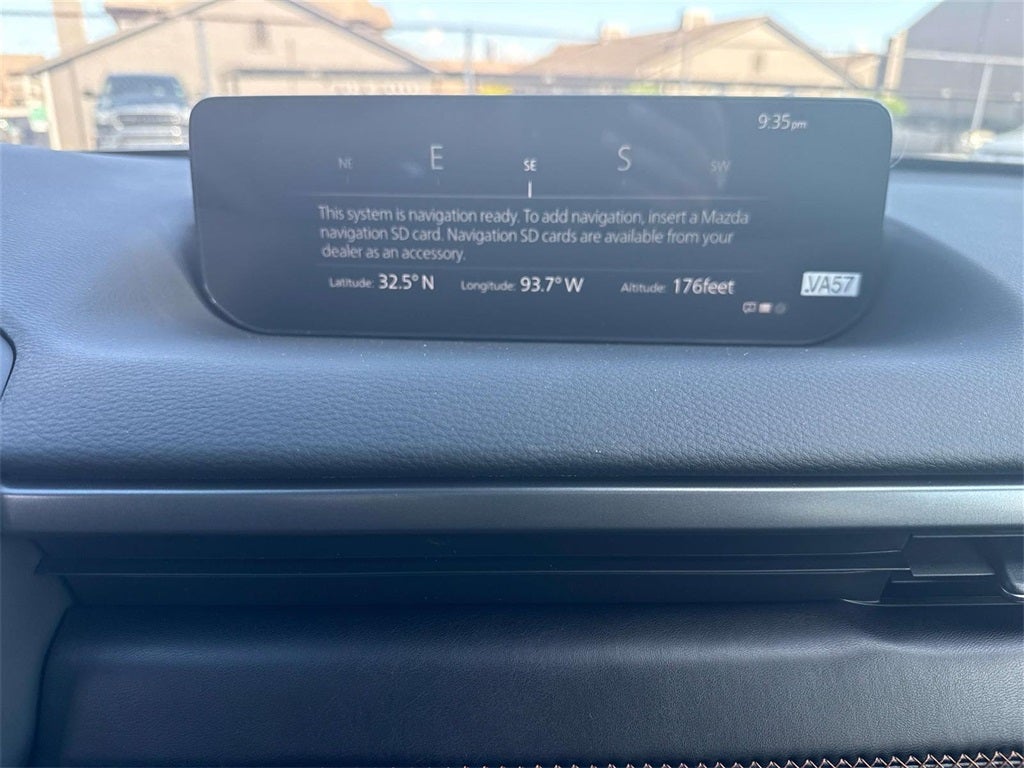 9:35pm
NE E SE S SW
This system is navigation ready. To add navigation, insert a Mazda
navigation SD card. Navigation SD cards are available from your
dealer as an accessory.
Latitude: 32.5° N Longitude: 93.7° W Altitude: 176feet
.VA57